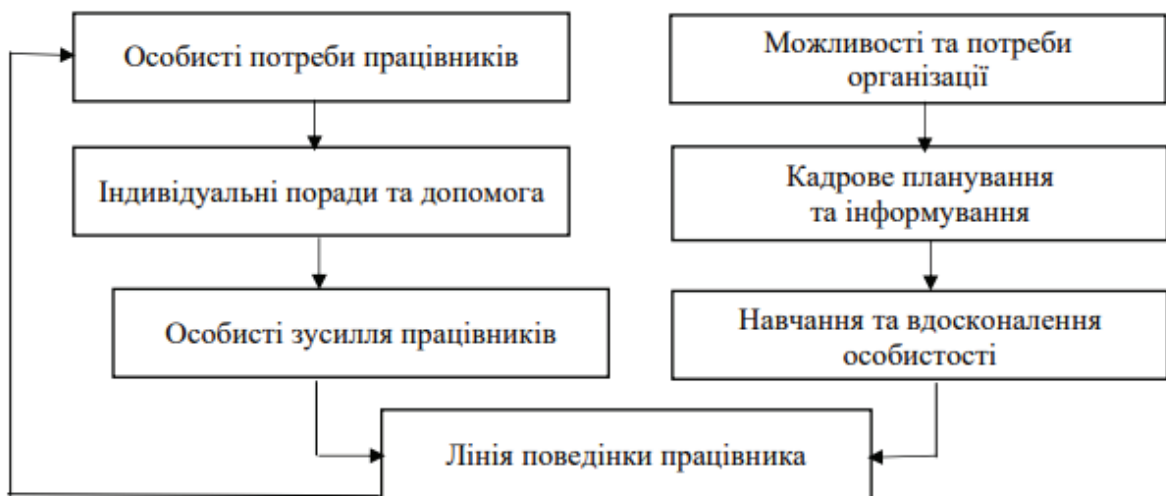 Особисті потреби працівників
Можливості та потреби
організації
Індивідуальні поради та допомога
Кадрове планування
та інформування
Особисті зусилля працівників
Навчання та вдосконалення
особистості
Лінія поведінки працівника